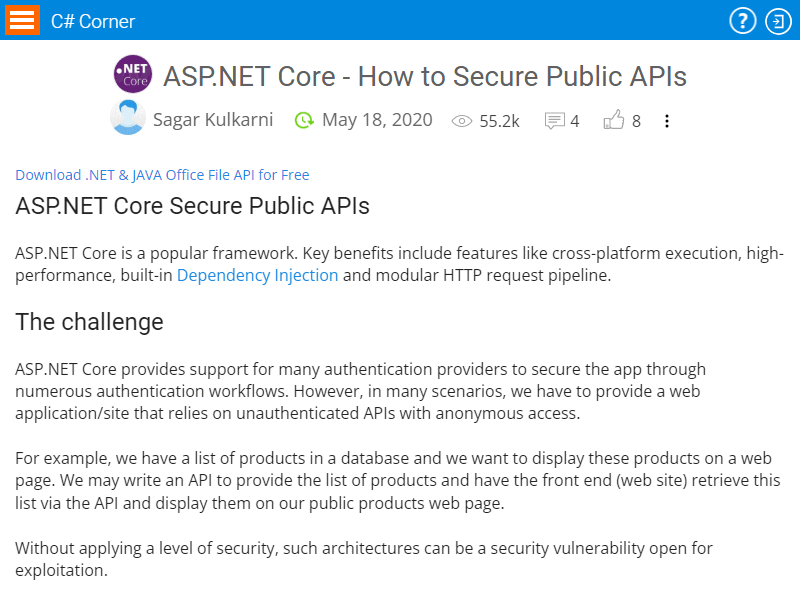 C# Corner
.NET
Core
ASP.NET Core - How to Secure Public APIs
Sagar Kulkarni May 18, 2020 55.2k 4 8
Download .NET & JAVA Office File API for Free
ASP.NET Core Secure Public APIs
ASP.NET Core is a popular framework. Key benefits include features like cross-platform execution, high-
performance, built-in Dependency Injection and modular HTTP request pipeline.
The challenge
ASP.NET Core provides support for many authentication providers to secure the app through
numerous authentication workflows. However, in many scenarios, we have to provide a web
application/site that relies on unauthenticated APIs with anonymous access.
For example, we have a list of products in a database and we want to display these products on a web
page. We may write an API to provide the list of products and have the front end (web site) retrieve this
list via the API and display them on our public products web page.
Without applying a level of security, such architectures can be a security vulnerability open for
exploitation.